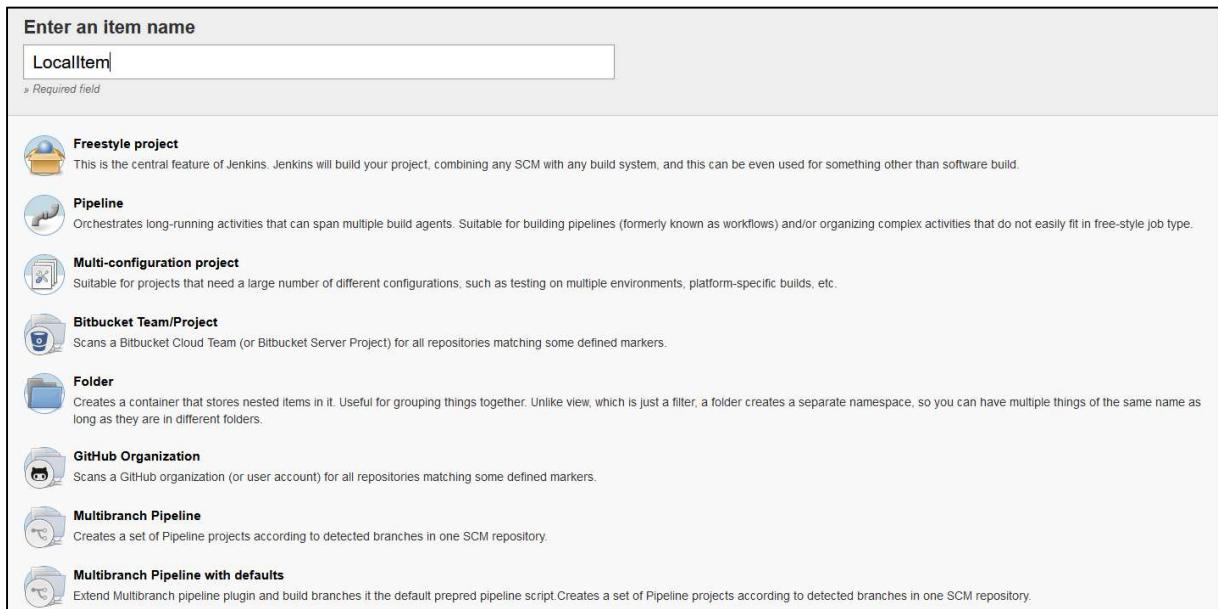 Enter an item name
LocalItem
» Required field
Freestyle project
This is the central feature of Jenkins. Jenkins will build your project, combining any SCM with any build system, and this can be even used for something other than software build.
Pipeline
Orchestrates long-running activities that can span multiple build agents. Suitable for building pipelines (formerly known as workflows) and/or organizing complex activities that do not easily fit in free-style job type.
Multi-configuration project
Suitable for projects that need a large number of different configurations, such as testing on multiple environments, platform-specific builds, etc.
Bitbucket Team/Project
Scans a Bitbucket Cloud Team (or Bitbucket Server Project) for all repositories matching some defined markers.
Folder
Creates a container that stores nested items in it. Useful for grouping things together. Unlike view, which is just a filter, a folder creates a separate namespace, so you can have multiple things of the same name as
long as they are in different folders.
GitHub Organization
Scans a GitHub organization (or user account) for all repositories matching some defined markers.
Multibranch Pipeline
Creates a set of Pipeline projects according to detected branches in one SCM repository.
Multibranch Pipeline with defaults
Extend Multibranch pipeline plugin and build branches it the default prepred pipeline script.Creates a set of Pipeline projects according to detected branches in one SCM repository.